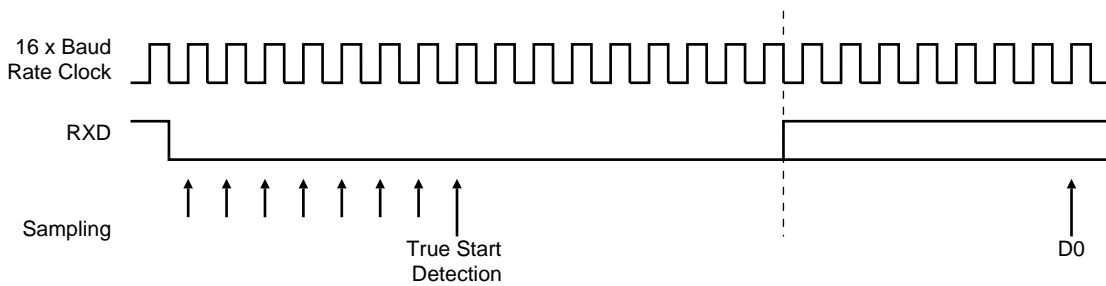 16 x Baud
Rate Clock
RXD
Sampling
True Start
Detection
D0